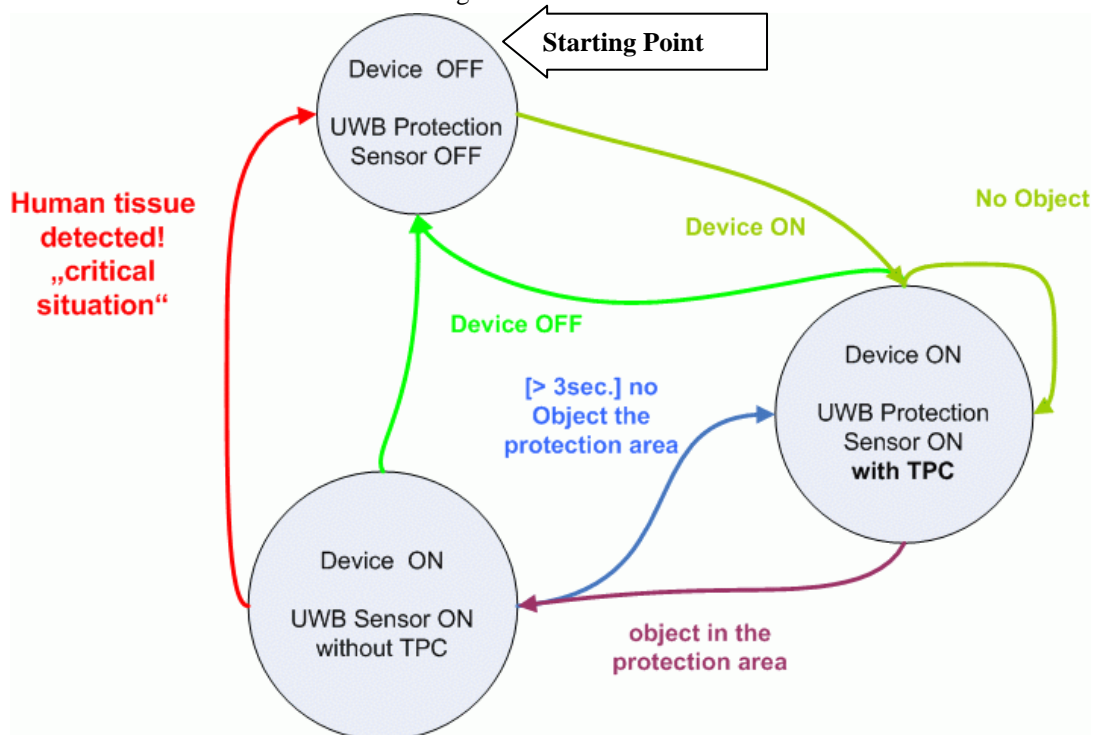 Starting Point
Device OFF
UWB Protection
Sensor OFF
Human tissue
detected!
„critical
situation“
Device ON
No Object
Device OFF
[> 3sec.] no
Object the
protection area
Device ON
UWB Protection
Sensor ON
with TPC
Device ON
UWB Sensor ON
without TPC
object in the
protection area